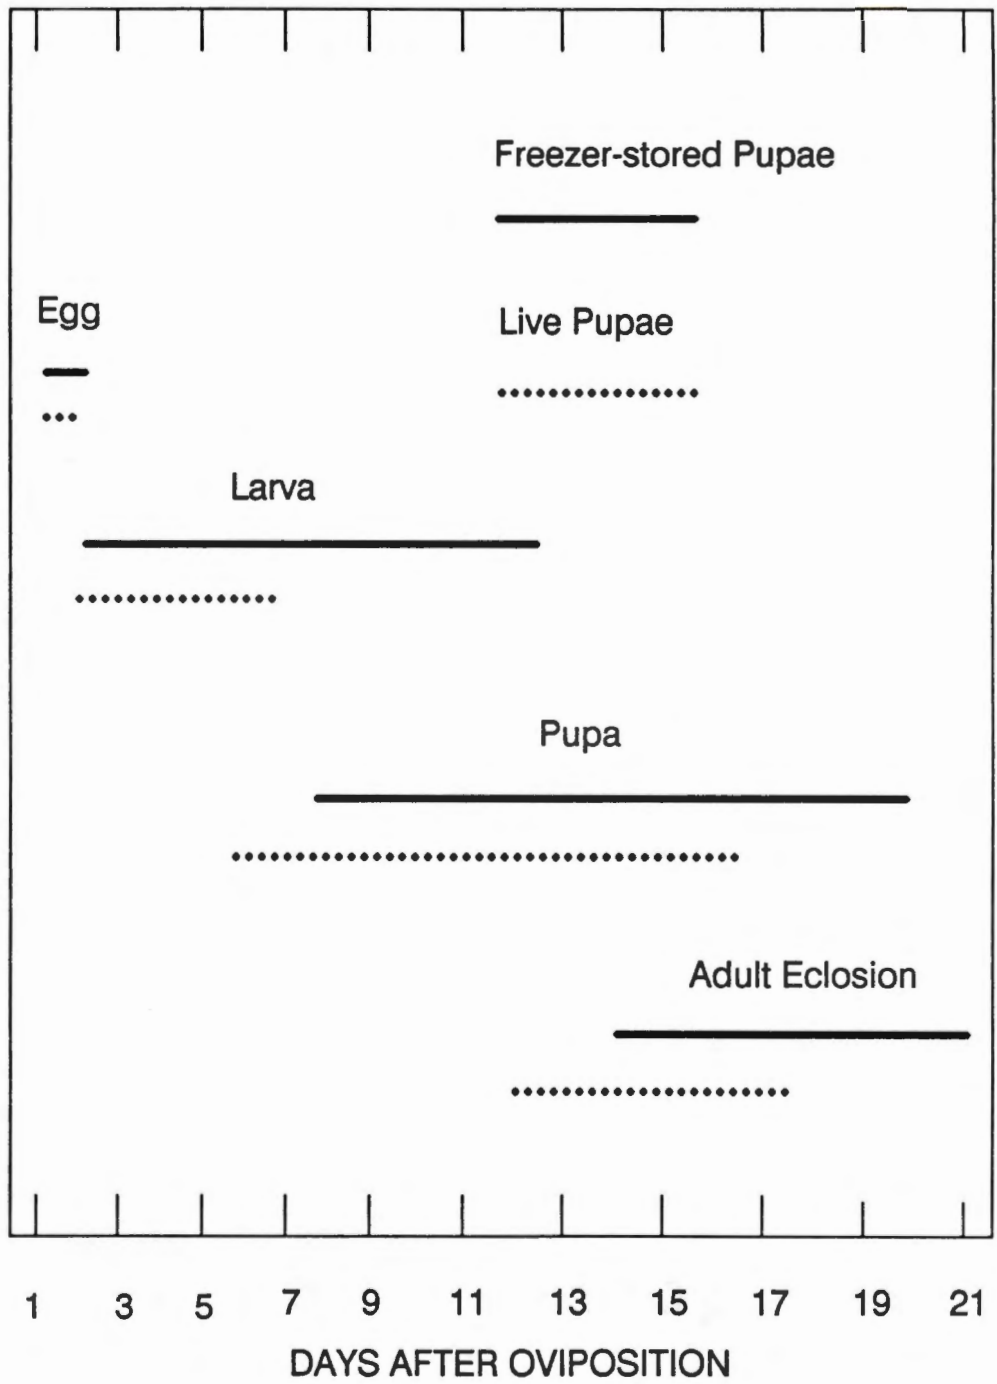 Freezer-stored Pupae
Egg
Live Pupae
Larva
Pupa
Adult Eclosion
1 3 5 7 9 11 13 15 17 19 21
DAYS AFTER OVIPOSITION